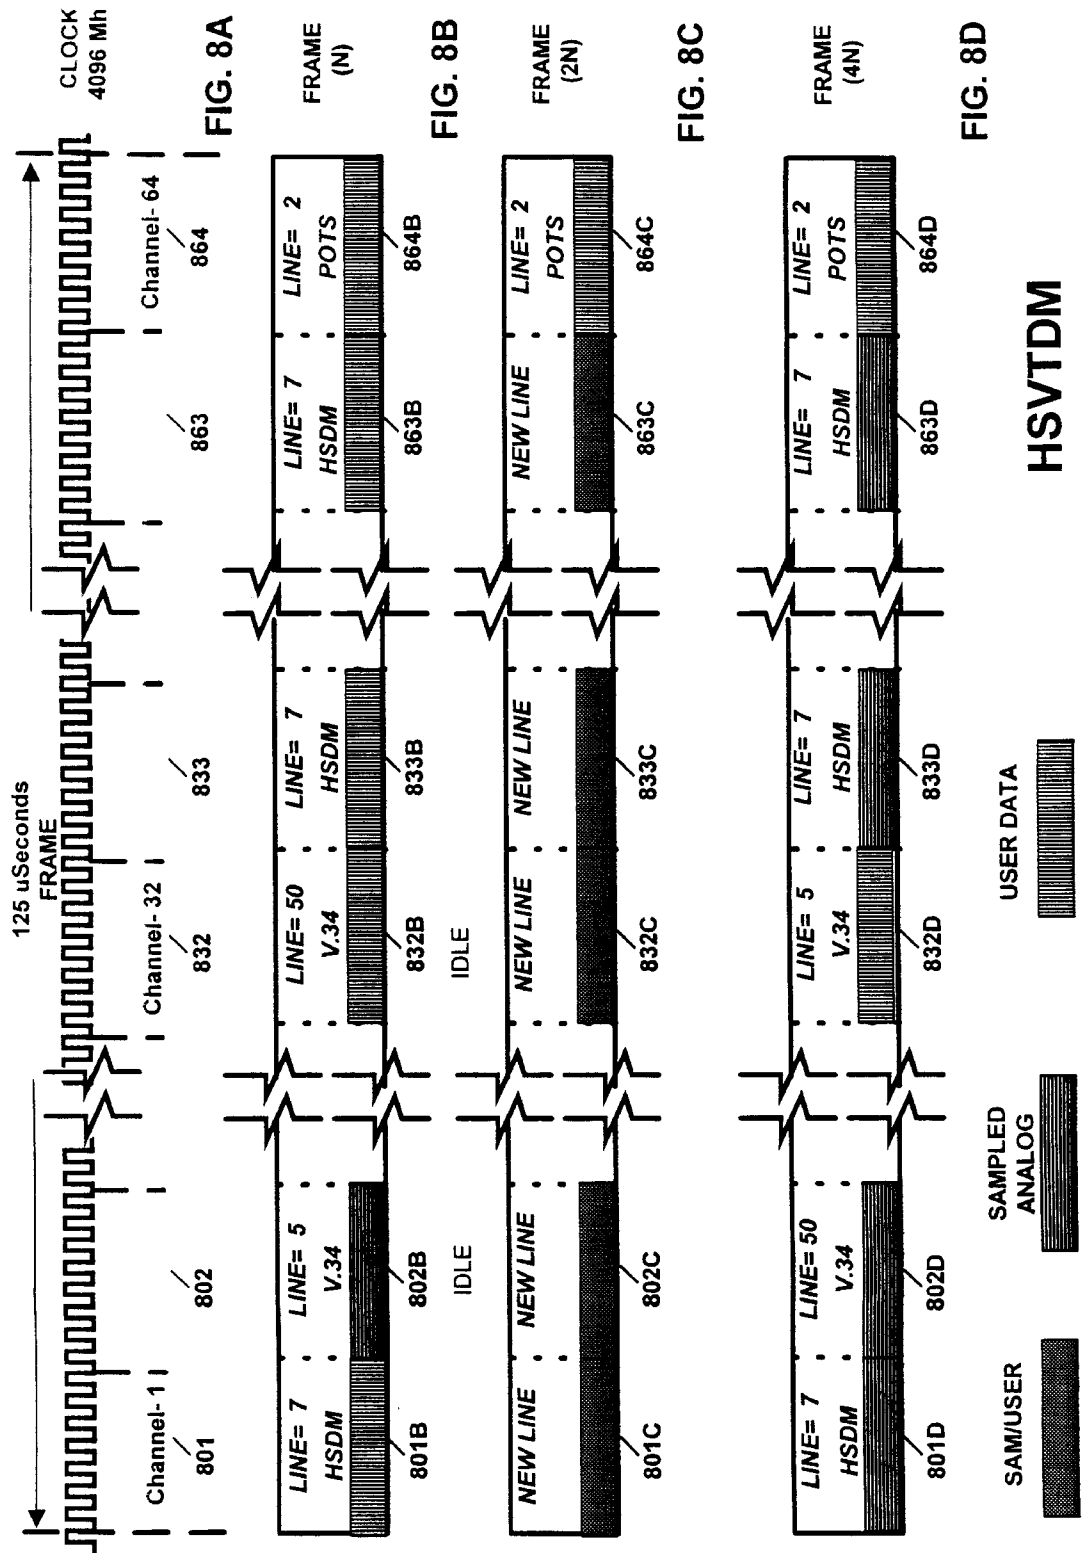 125 uSeconds
FRAME
CLOCK
4096 Mh
Channel- 1
801
802
Channel- 32
832
833
863
Channel- 64
864
FIG. 8A
LINE= 7
HSDM
LINE= 5
V.34
LINE= 50
V.34
LINE= 7
HSDM
LINE= 7
HSDM
LINE= 2
POTS
FRAME
(N)
801B
802B
832B
833B
863B
864B
FIG. 8B
IDLE
IDLE
NEW LINE
NEW LINE
NEW LINE
NEW LINE
NEW LINE
LINE= 2
POTS
FRAME
(2N)
801C
802C
832C
833C
863C
864C
FIG. 8C
LINE= 7
HSDM
LINE= 50
V.34
LINE= 5
V.34
LINE= 7
HSDM
LINE= 7
HSDM
LINE= 2
POTS
FRAME
(4N)
801D
802D
832D
833D
863D
864D
FIG. 8D
SAM/USER
SAMPLED
ANALOG
USER DATA
HSVTDM